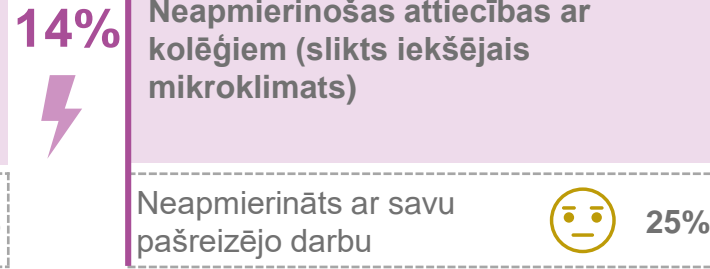 14%
Neapmierinošas attiecības ar
kolēģiem (slikts iekšējais
mikroklimats)
Neapmierināts ar savu
pašreizējo darbu
25%